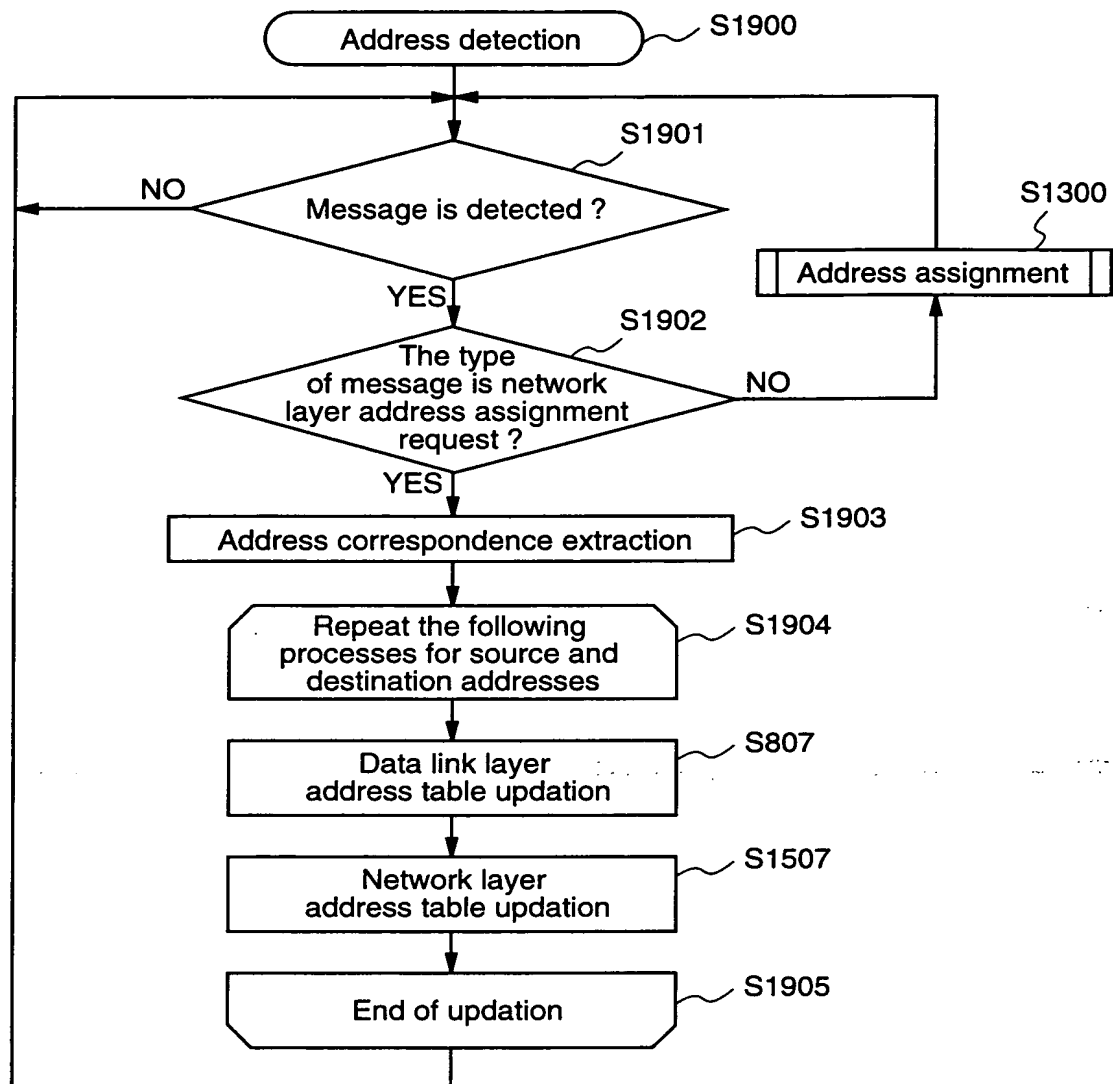 Address detection
S1900
S1901
NO
Message is detected ?
S1300
Address assignment
YES
S1902
The type
of message is network
layer address assignment
request ?
NO
YES
S1903
Address correspondence extraction
S1904
Repeat the following
processes for source and
destination addresses
S807
Data link layer
address table updation
S1507
Network layer
address table updation
S1905
End of updation